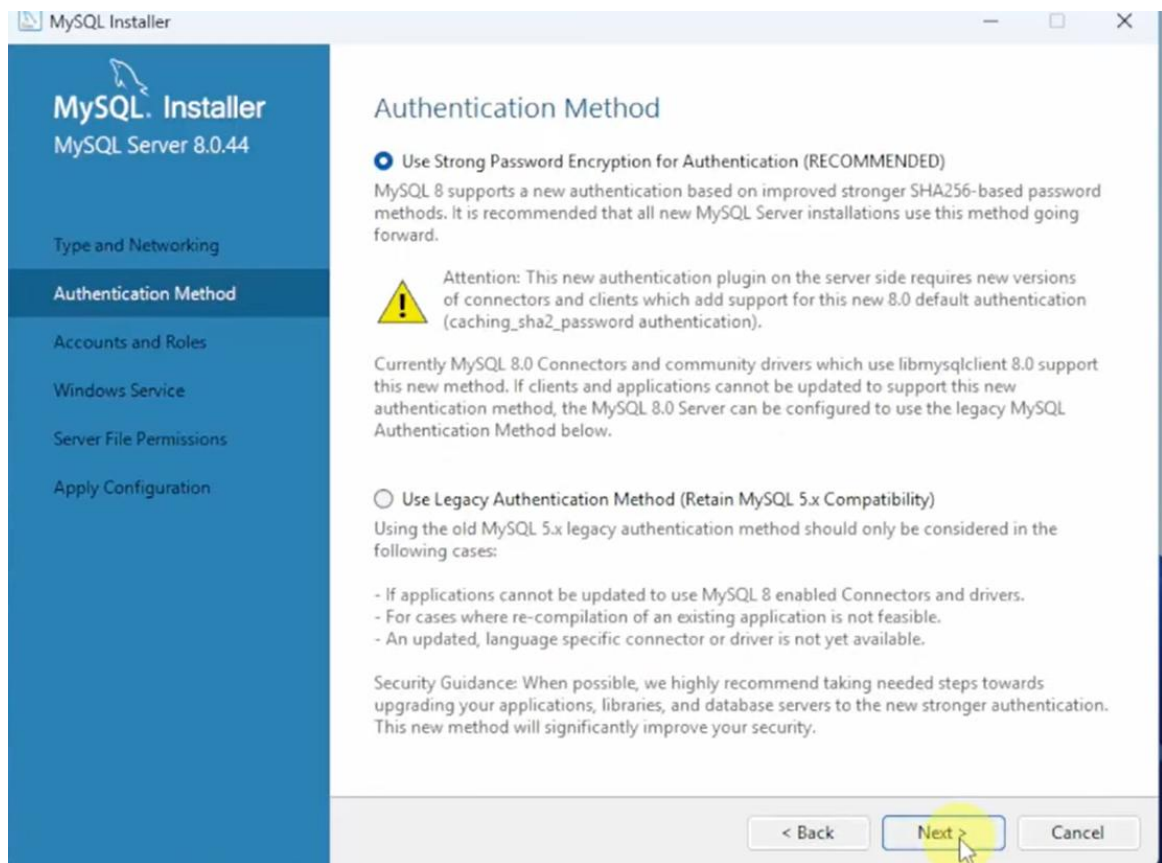 MySQL Installer
MySQL. Installer
MySQL Server 8.0.44
Type and Networking
Authentication Method
Accounts and Roles
Windows Service
Server File Permissions
Apply Configuration
Authentication Method
Use Strong Password Encryption for Authentication (RECOMMENDED)
MySQL 8 supports a new authentication based on improved stronger SHA256-based password
methods. It is recommended that all new MySQL Server installations use this method going
forward.
Attention: This new authentication plugin on the server side requires new versions
of connectors and clients which add support for this new 8.0 default authentication
(caching_sha2_password authentication).
Currently MySQL 8.0 Connectors and community drivers which use libmysqlclient 8.0 support
this new method. If clients and applications cannot be updated to support this new
authentication method, the MySQL 8.0 Server can be configured to use the legacy MySQL
Authentication Method below.
Use Legacy Authentication Method (Retain MySQL 5.x Compatibility)
Using the old MySQL 5.x legacy authentication method should only be considered in the
following cases:
- If applications cannot be updated to use MySQL 8 enabled Connectors and drivers.
- For cases where re-compilation of an existing application is not feasible.
- An updated, language specific connector or driver is not yet available.
Security Guidance: When possible, we highly recommend taking needed steps towards
upgrading your applications, libraries, and database servers to the new stronger authentication.
This new method will significantly improve your security.
< Back
Next >
Cancel